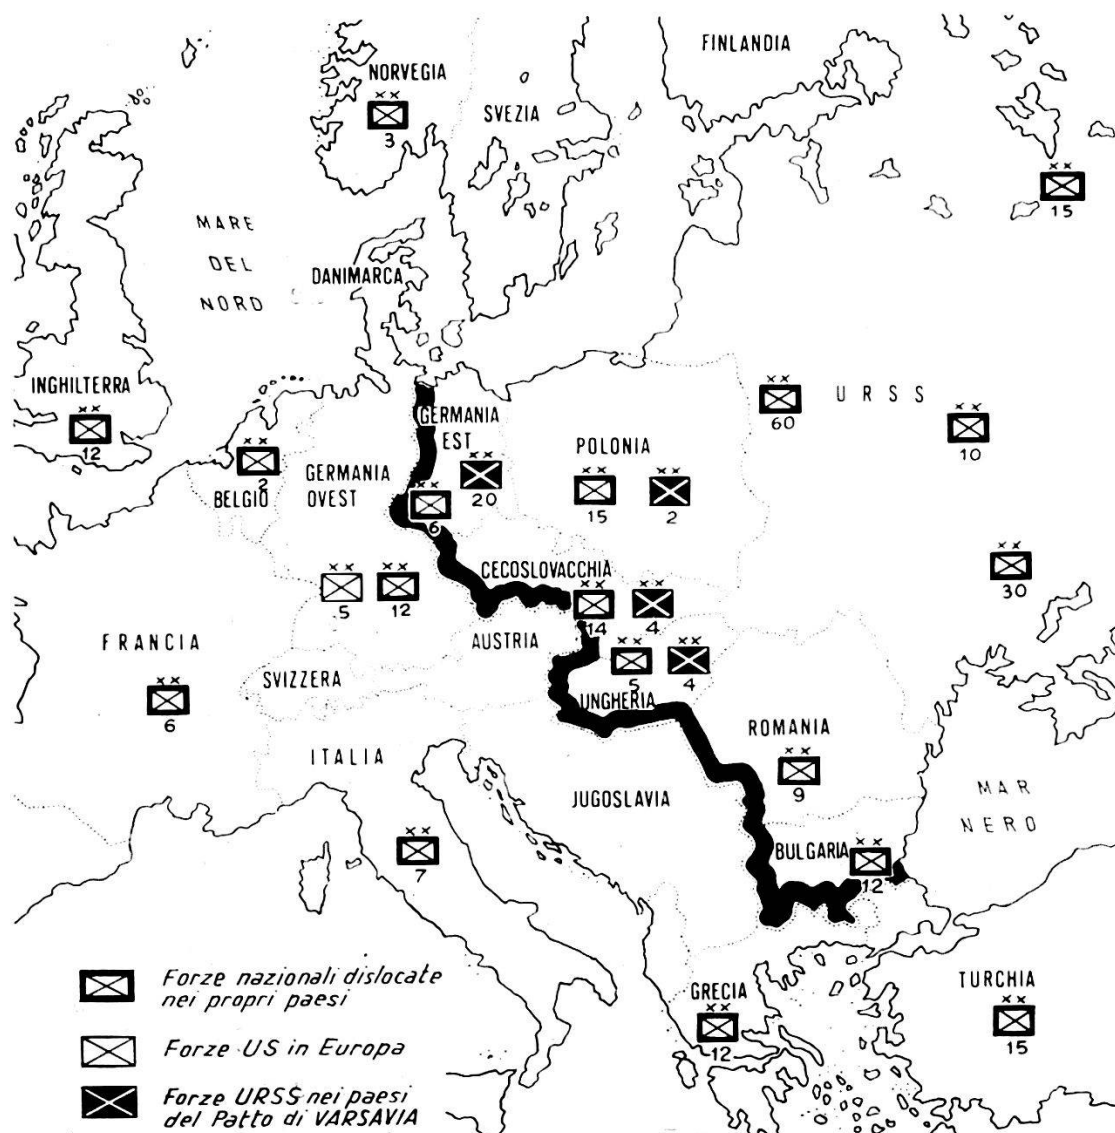 FINLANDIA
NORVEGIA
××
3
SVEZIA
××
15
MARE
DEL
NORD
DANIMARCA
INGHILTERRA
××
12
××
2
BELGIO
GERMANIA
OVEST
GERMANIA
EST
××
20
××
6
POLONIA
××
15
××
2
××
60
URSS
××
10
××
30
××
5
××
12
CECOSLOVACCHIA
××
14
××
4
FRANCIA
××
6
SVIZZERA
AUSTRIA
××
5
××
4
UNGHERIA
ITALIA
××
7
JUGOSLAVIA
ROMANIA
××
9
MAR
NERO
BULGARIA
××
12
GRECIA
××
12
TURCHIA
××
15
Forze nazionali dislocate
nei propri paesi
Forze US in Europa
Forze URSS nei paesi
del Patto di VARSAVIA